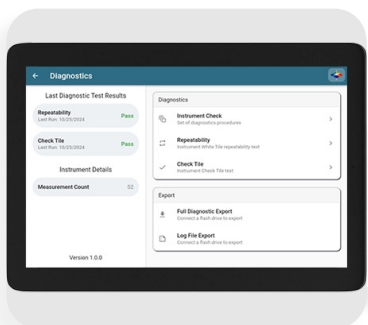 Diagnostics
Last Diagnostic Test Results
Repeatability
Last Run: 10/25/2024
Pass
Check Tile
Last Run: 10/25/2024
Pass
Instrument Details
Measurement Count
52
Version 1.0.8
Diagnostics
Instrument Check
Set of diagnostics procedures
Repeatability
Instrument White Tile repeatability test
Check Tile
Instrument Check Tile test
Export
Full Diagnostic Export
Connect a flash drive to export
Log File Export
Connect a flash drive to export